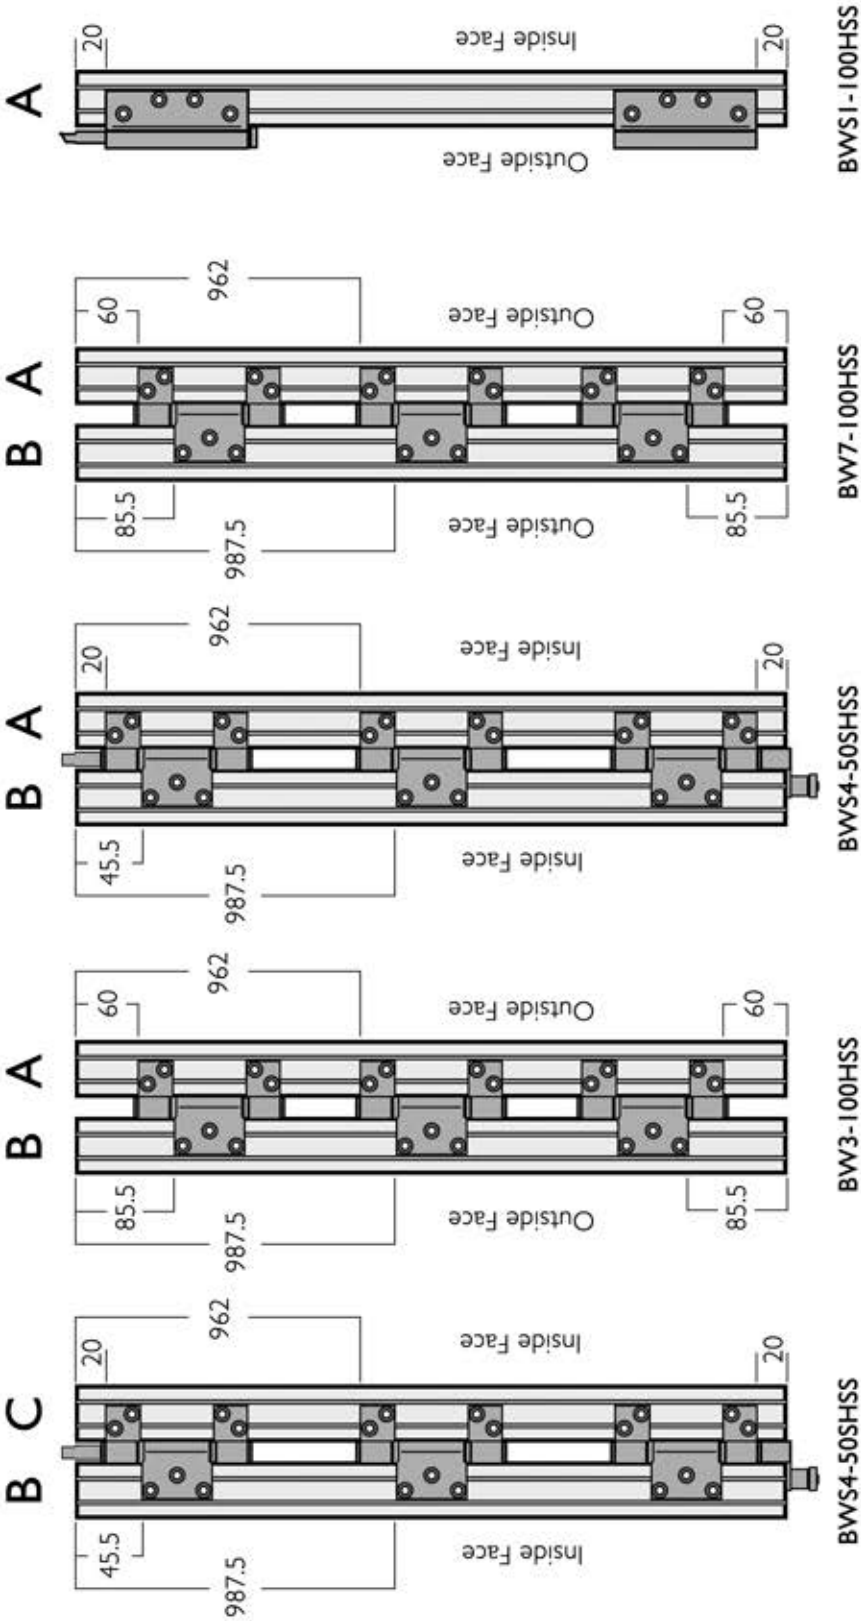 A
20
Inside Face
Outside Face
20
BWS1-100HSS
B A
962
60
Outside Face
60
85.5
987.5
Outside Face
85.5
BW7-100HSS
B A
962
20
Inside Face
20
45.5
987.5
Inside Face
BWS4-50SHSS
B A
962
60
Outside Face
60
85.5
987.5
Outside Face
85.5
BW3-100HSS
B C
962
20
Inside Face
20
45.5
987.5
Inside Face
BWS4-50SHSS